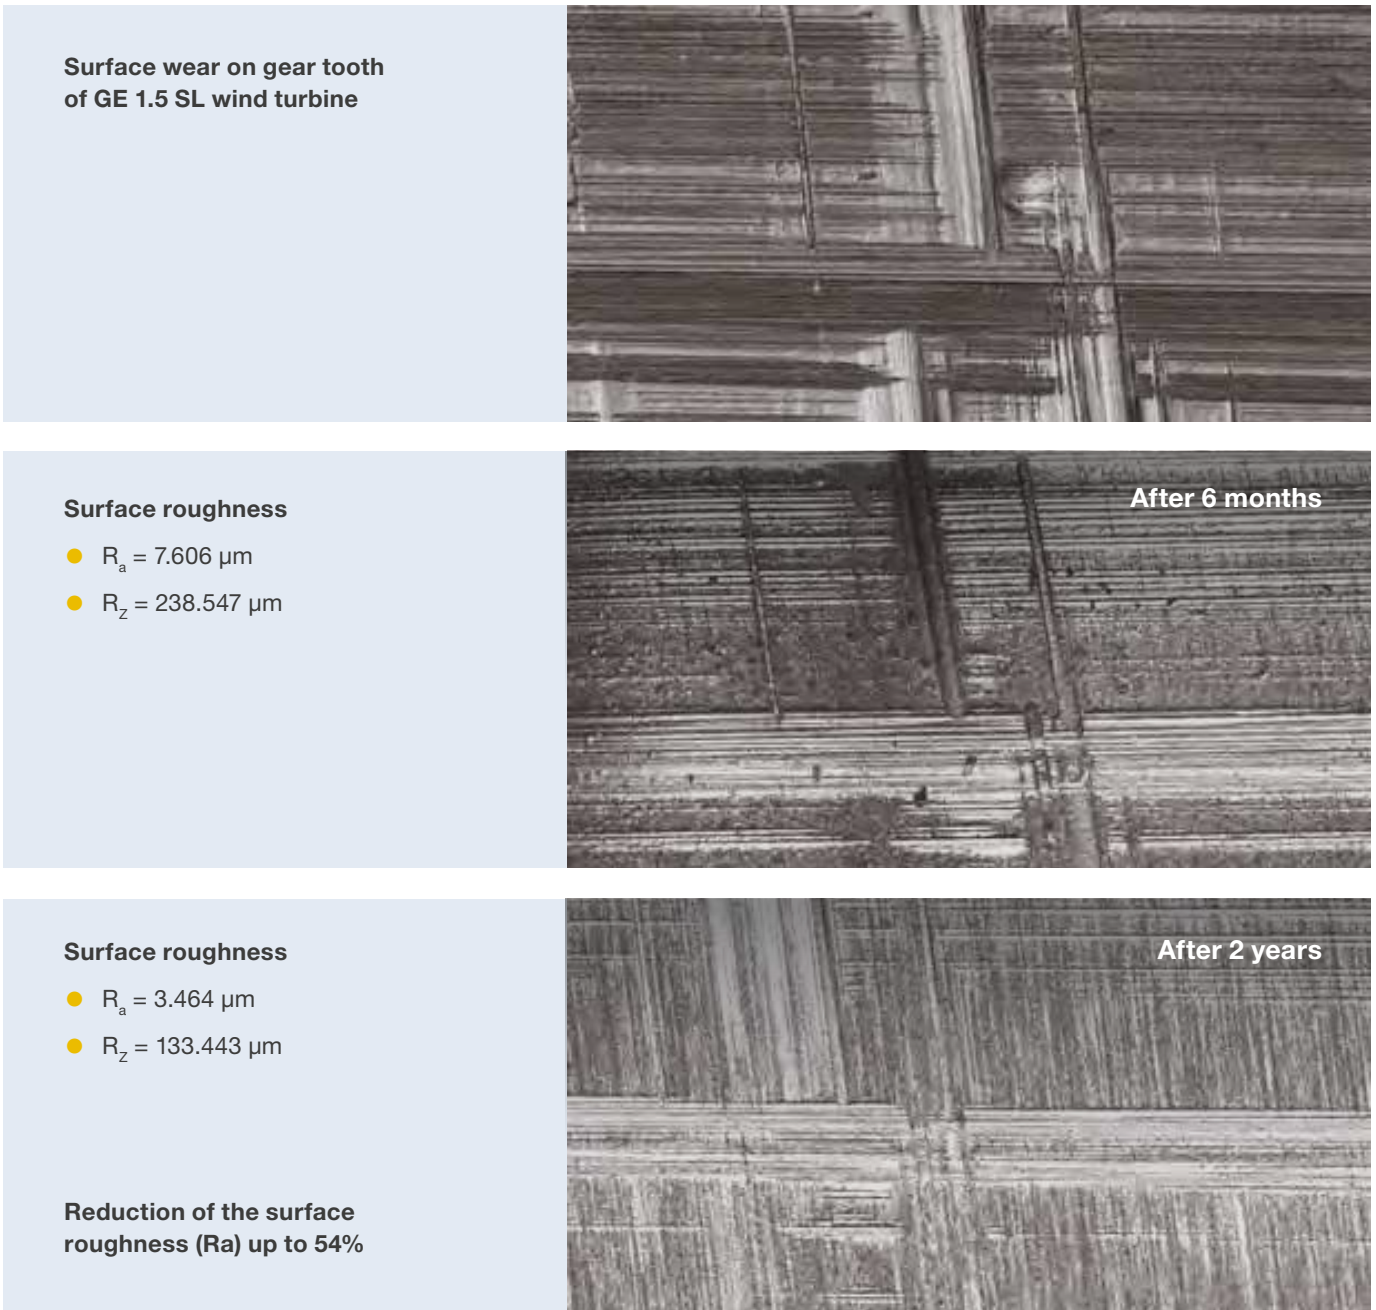 Surface wear on gear tooth
of GE 1.5 SL wind turbine
Surface roughness
Rₐ = 7.606 µm
R_Z = 238.547 µm
After 6 months
Surface roughness
Rₐ = 3.464 µm
R_Z = 133.443 µm
After 2 years
Reduction of the surface
roughness (Ra) up to 54%